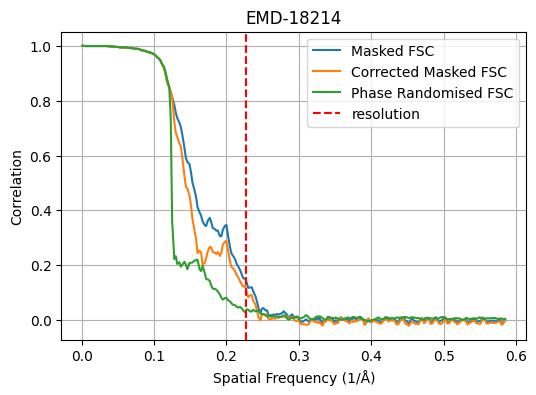 EMD-18214
Masked FSC
Corrected Masked FSC
Phase Randomised FSC
resolution
Correlation
1.0
0.8
0.6
0.4
0.2
0.0
0.0 0.1 0.2 0.3 0.4 0.5 0.6
Spatial Frequency (1/Å)